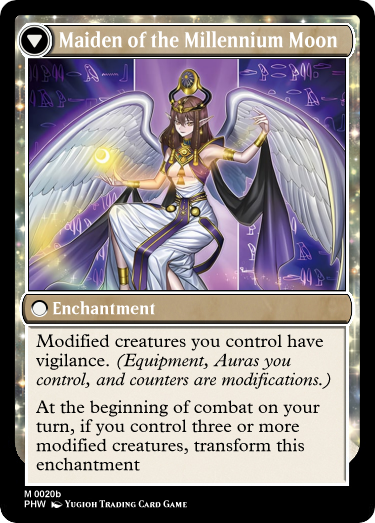 Maiden of the Millennium Moon
Enchantment
Modified creatures you control have
vigilance. (Equipment, Auras you
control, and counters are modifications.)
At the beginning of combat on your
turn, if you control three or more
modified creatures, transform this
enchantment
M 0020b
PHW Yugioh Trading Card Game